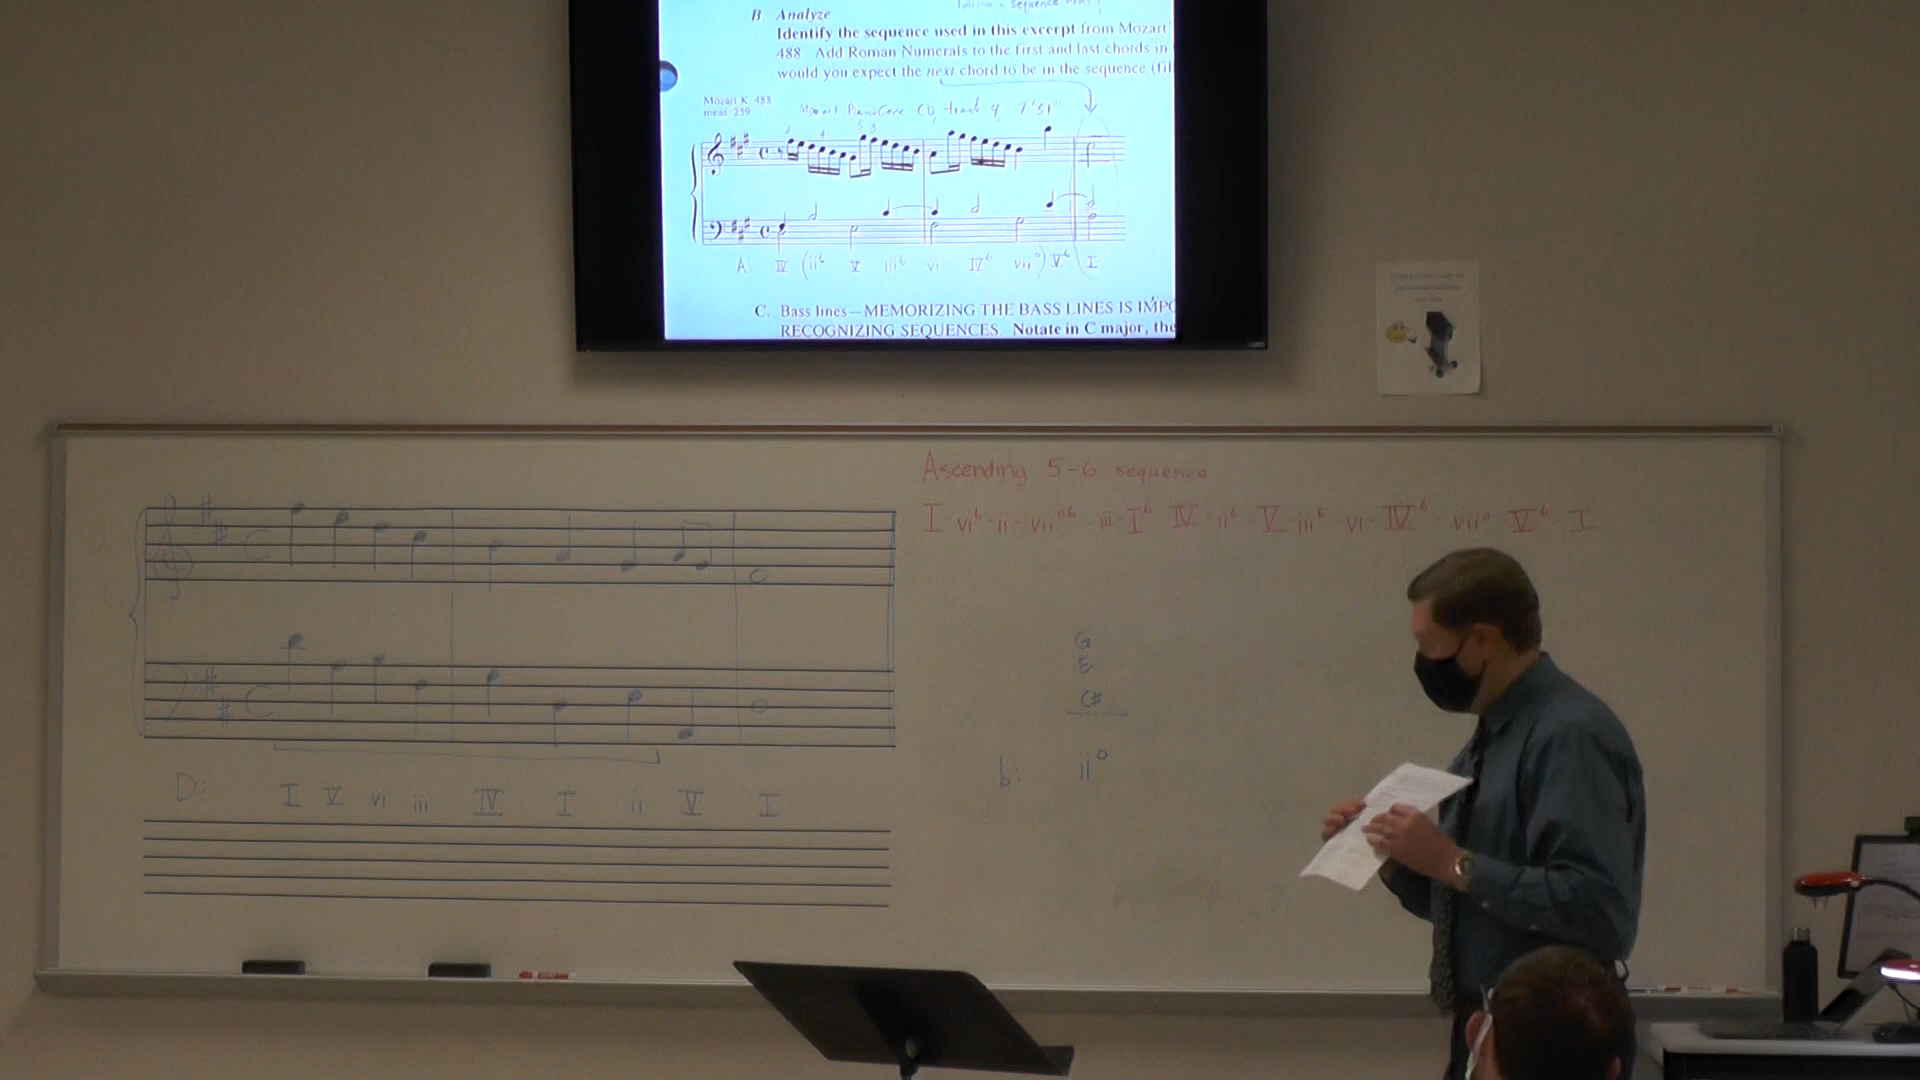 B. Analyze
Identify the sequence used in this excerpt from Mozart'
488. Add Roman Numerals to the first and last chords in
would you expect the next chord to be in the sequence (fil
Mozart K. 488
meas. 259
CD, track 4, 7'51"
A: IV (ii6 V iii6 vi IV6 vii°) V6 I
C. Bass lines—MEMORIZING THE BASS LINES IS IMPO
RECOGNIZING SEQUENCES. Notate in C major, the
Ascending 5-6 sequence
I - vi6 - ii - vii°6 - iii - I6 - IV - ii6 - V - iii6 - vi - IV6 - vii° - V6 - I
G
E
C#
b: ii°
D: I V vi iii IV I ii V I